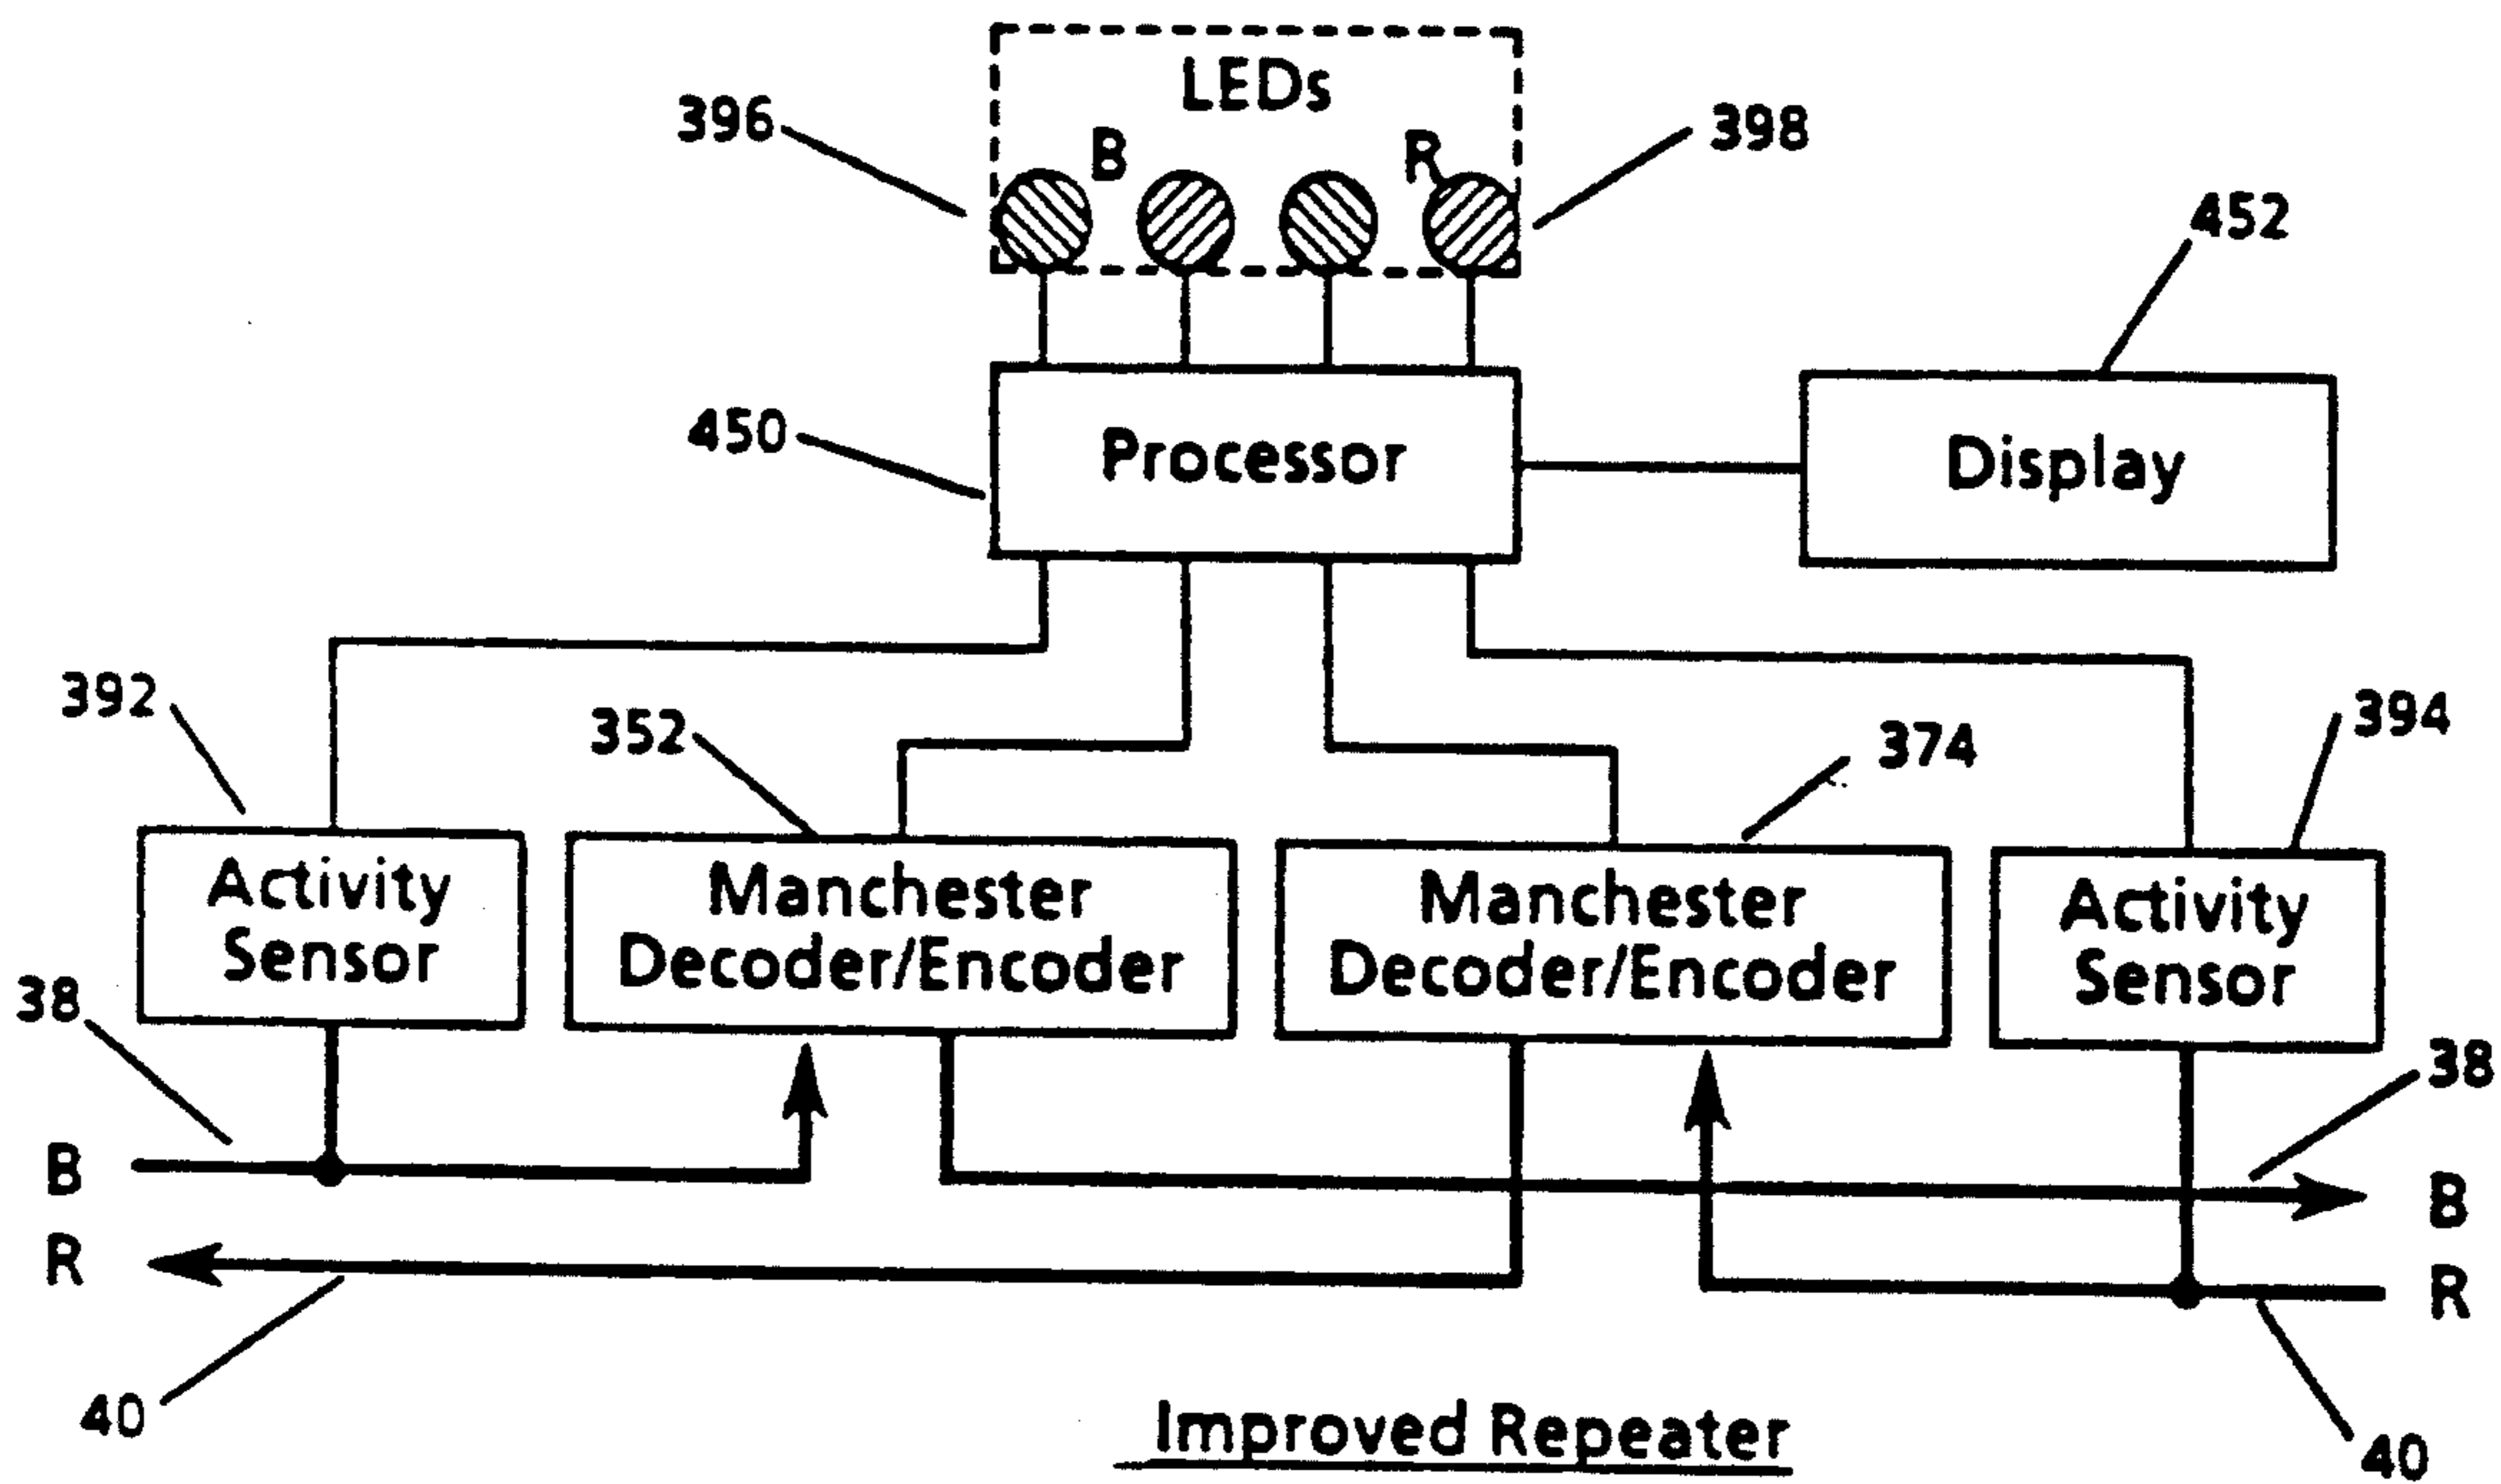 LEDs
396
B
R
398
452
450
Processor
Display
392
352
374
394
Activity
Sensor
Manchester
Decoder/Encoder
Manchester
Decoder/Encoder
Activity
Sensor
38
38
B
B
R
R
40
40
Improved Repeater